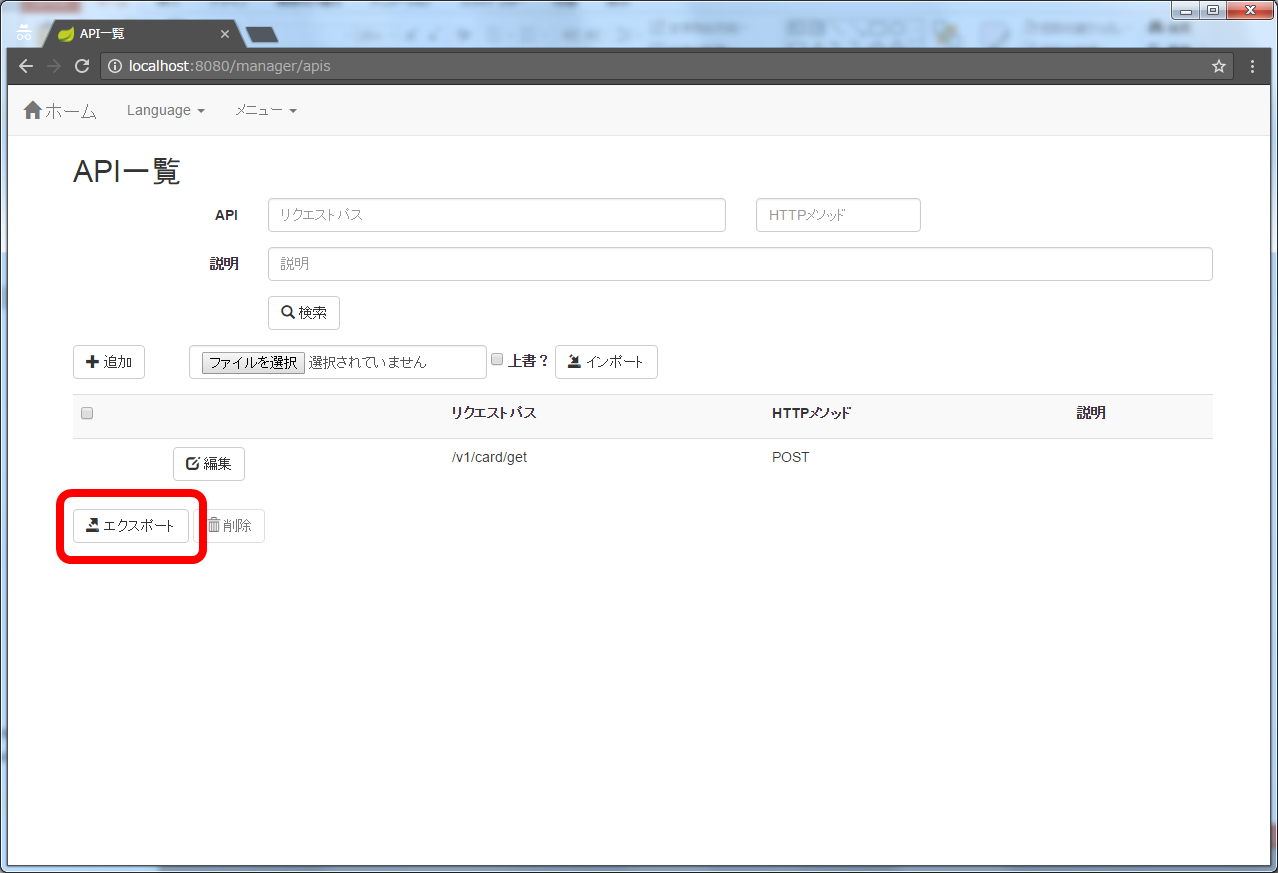 API一覧
localhost:8080/manager/apis
ホーム Language メニュー
API一覧
API リクエストパス HTTPメソッド
説明 説明
検索
追加 ファイルを選択 選択されていません 上書? インポート
リクエストパス HTTPメソッド 説明
編集 /v1/card/get POST
エクスポート 削除